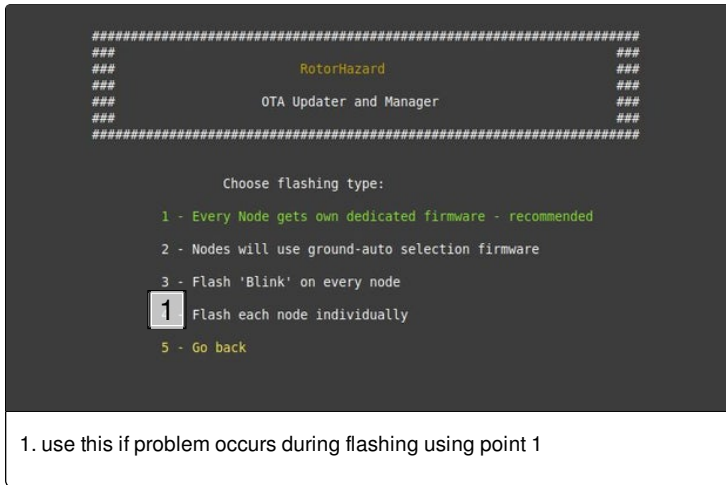 ######################################################################
### ###
### RotorHazard ###
### ###
### OTA Updater and Manager ###
### ###
######################################################################
Choose flashing type:
1 - Every Node gets own dedicated firmware - recommended
2 - Nodes will use ground-auto selection firmware
3 - Flash 'Blink' on every node
1 - Flash each node individually
5 - Go back
1. use this if problem occurs during flashing using point 1